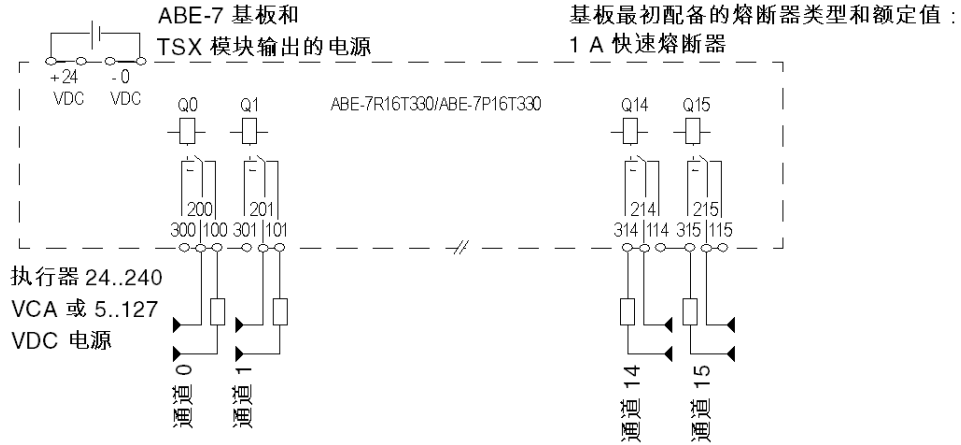 ABE-7 基板和
TSX 模块输出的电源
基板最初配备的熔断器类型和额定值：
1 A 快速熔断器
+24 VDC
-0 VDC
Q0
Q1
ABE-7R16T330/ABE-7P16T330
Q14
Q15
200
201
214
215
300
100
301
101
314
114
315
115
执行器 24..240
VCA 或 5..127
VDC 电源
通道 0
通道 1
通道 14
通道 15